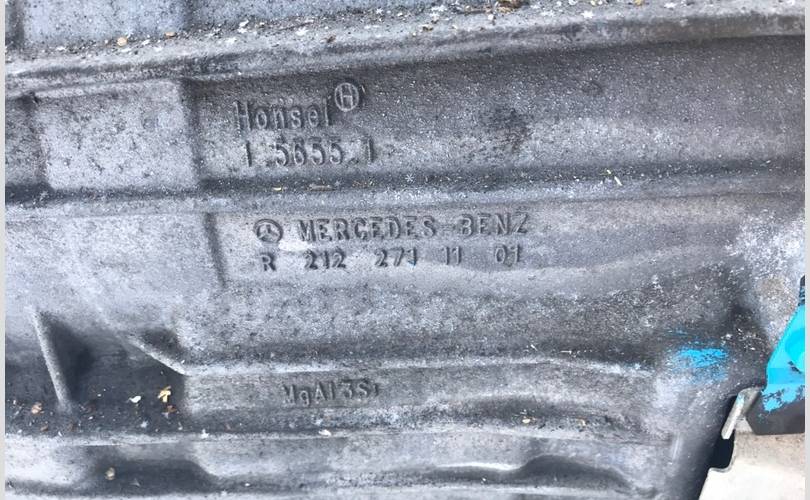 Honsel H
1.5655.1
MERCEDES-BENZ
R 212 271 11 01
MgAl3Si